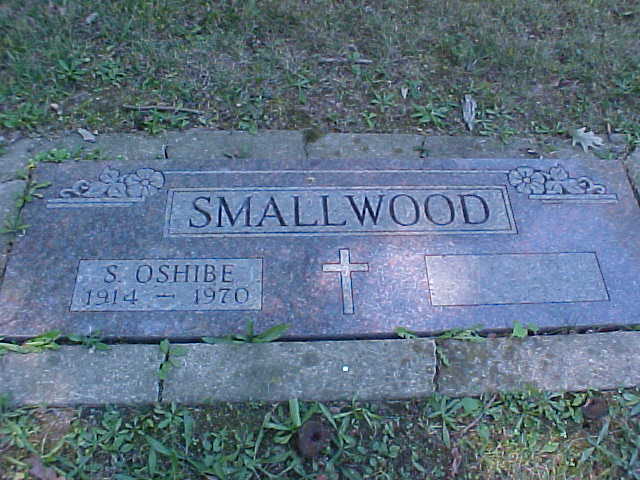 SMALLWOOD
S. OSHIBE
1914 — 1970